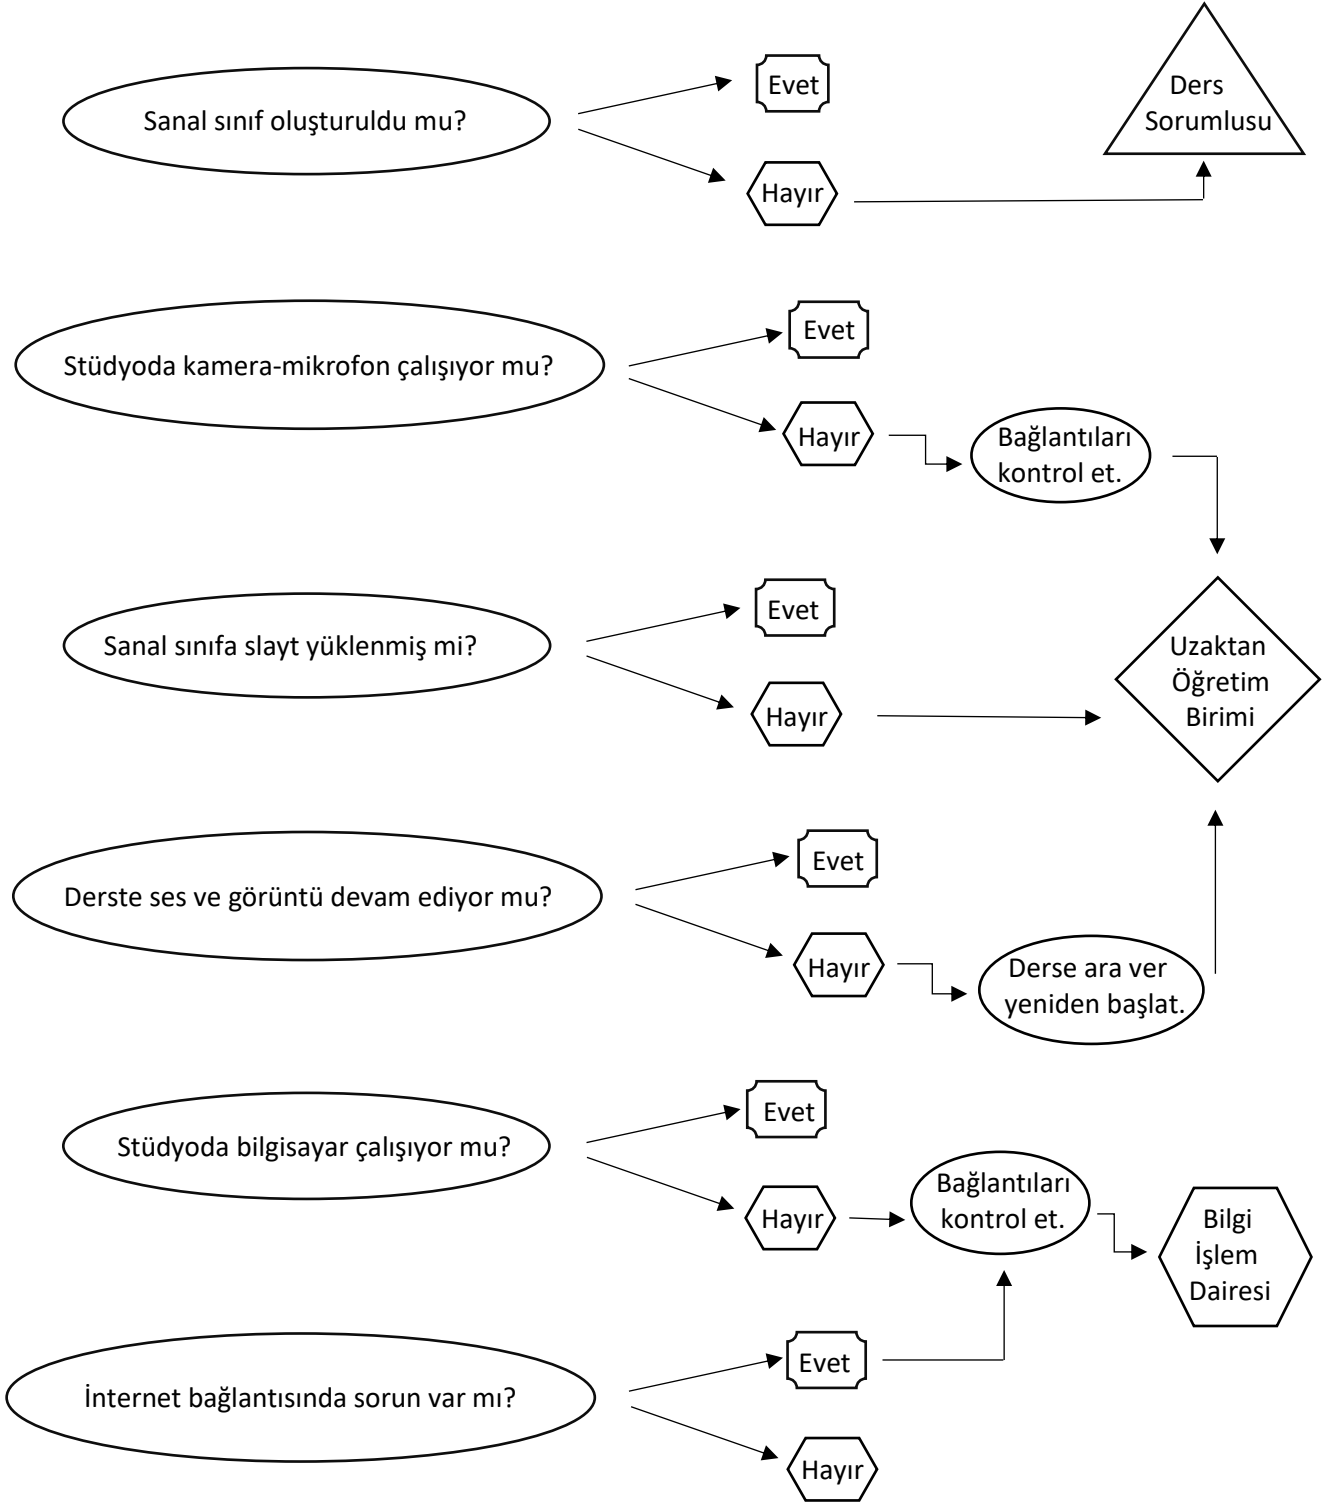 Sanal sınıf oluşturuldu mu?
Evet
Hayır
Ders
Sorumlusu
Stüdyoda kamera-mikrofon çalışıyor mu?
Evet
Hayır
Bağlantıları
kontrol et.
Sanal sınıfa slayt yüklenmiş mi?
Evet
Hayır
Uzaktan
Öğretim
Birimi
Derste ses ve görüntü devam ediyor mu?
Evet
Hayır
Derse ara ver
yeniden başlat.
Stüdyoda bilgisayar çalışıyor mu?
Evet
Hayır
Bağlantıları
kontrol et.
Bilgi
İşlem
Dairesi
İnternet bağlantısında sorun var mı?
Evet
Hayır